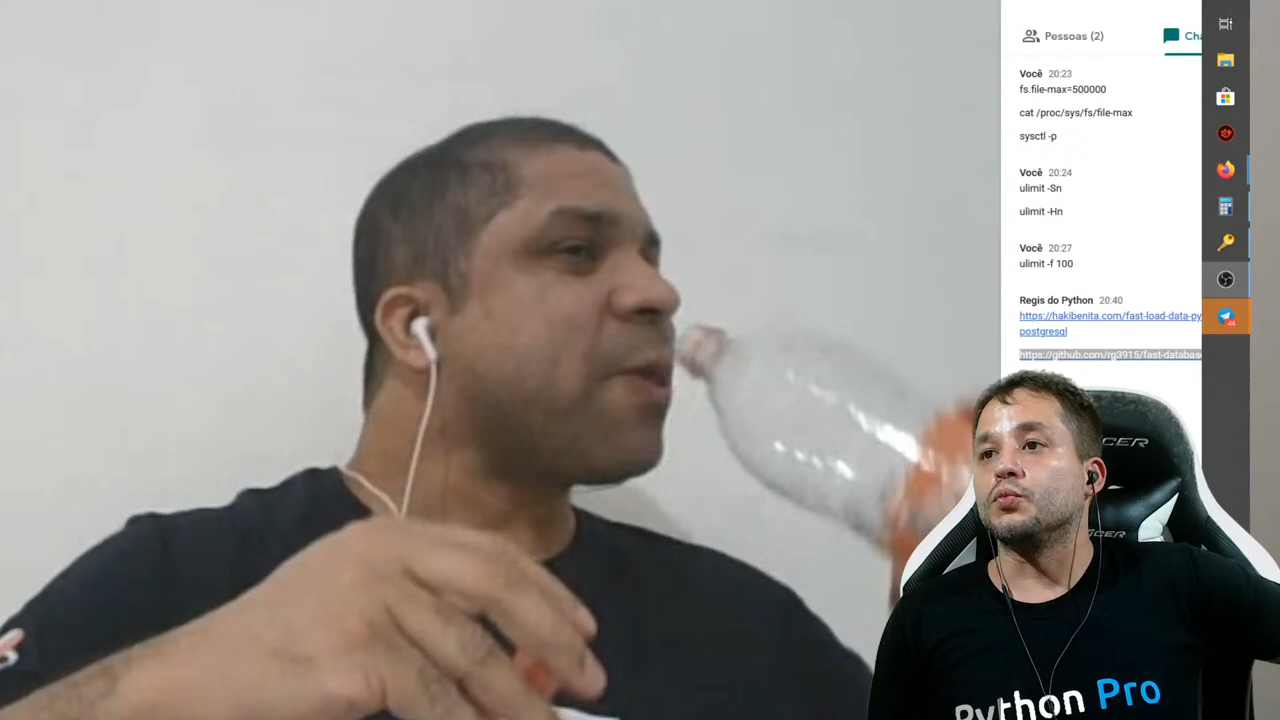 Pessoas (2)
Você 20:23
fs.file-max=500000
cat /proc/sys/fs/file-max
sysctl -p
Você 20:24
ulimit -Sn
ulimit -Hn
Você 20:27
ulimit -f 100
Regis do Python 20:40
https://hakibenita.com/fast-load-data-py
postgresql
https://github.com/rg3915/fast-databas
Python Pro